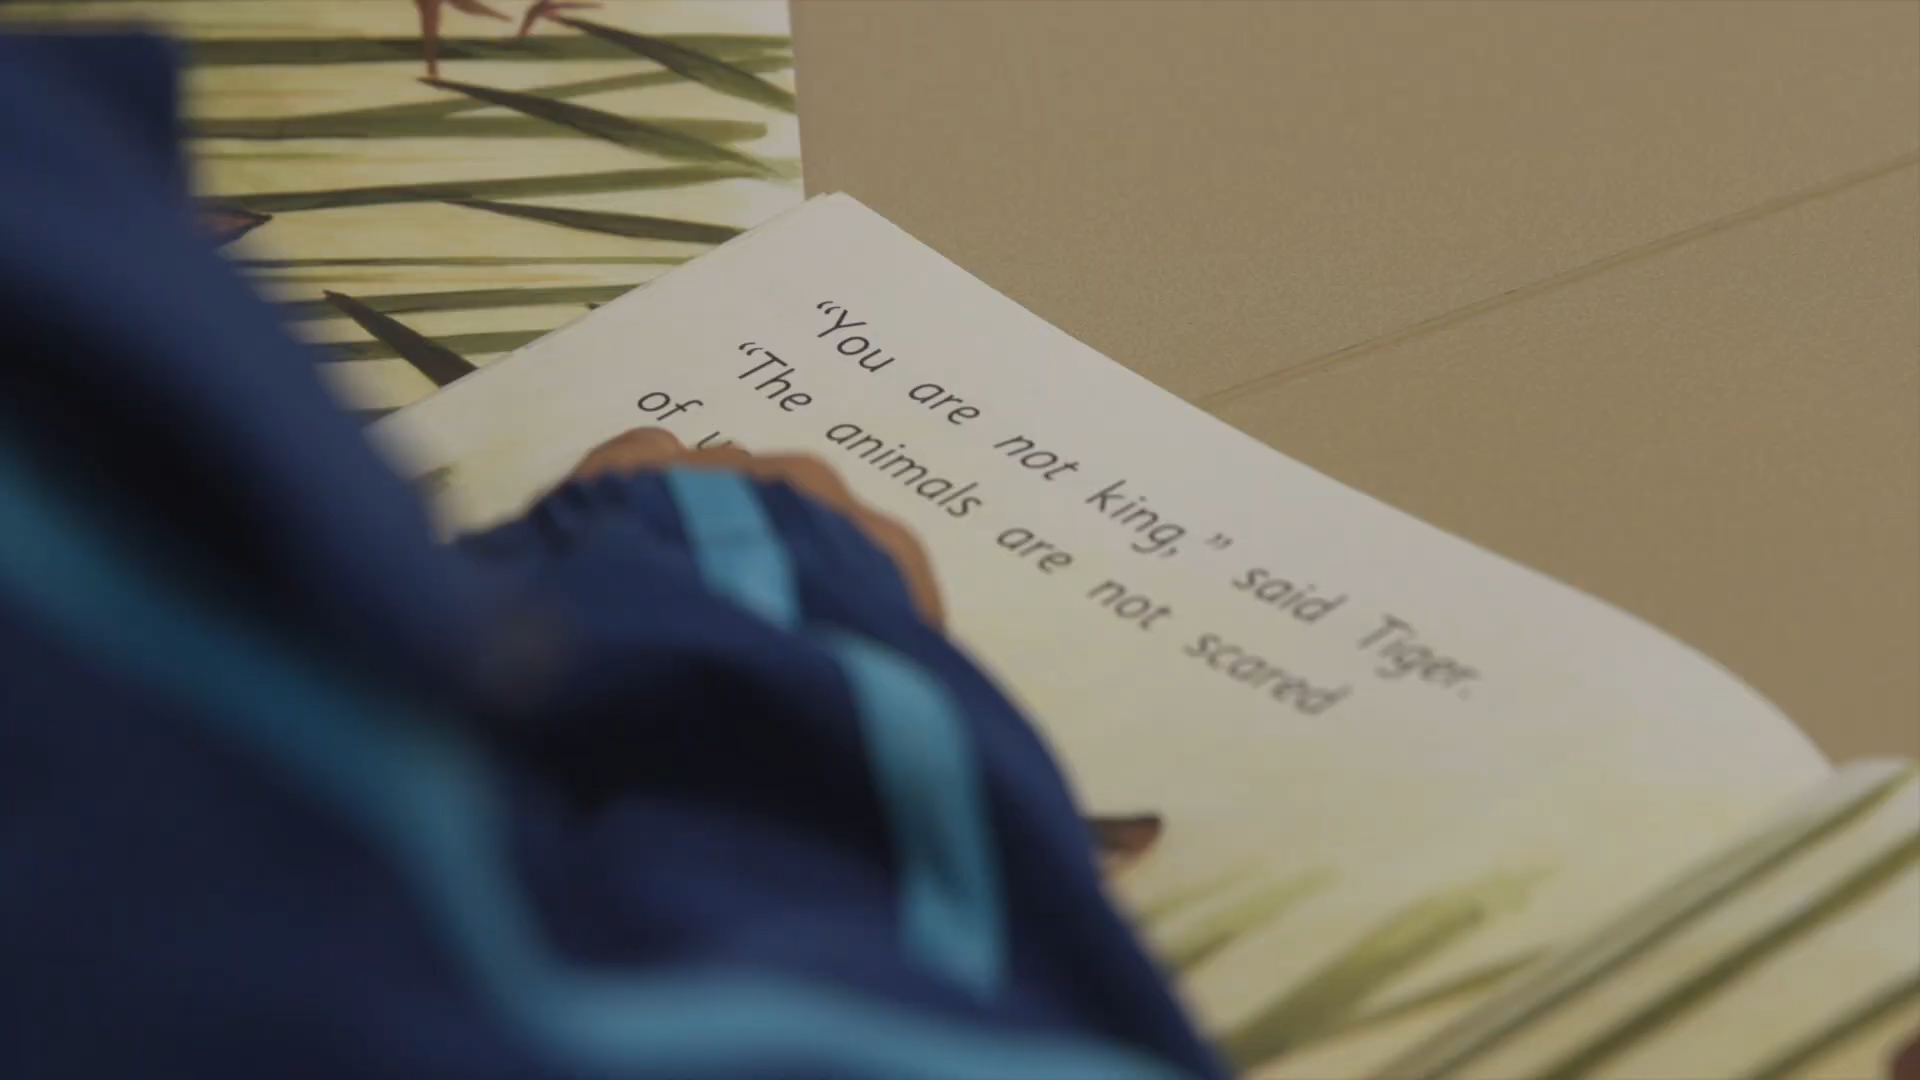 “You are not king,” said Tiger.
“The animals are not scared
of